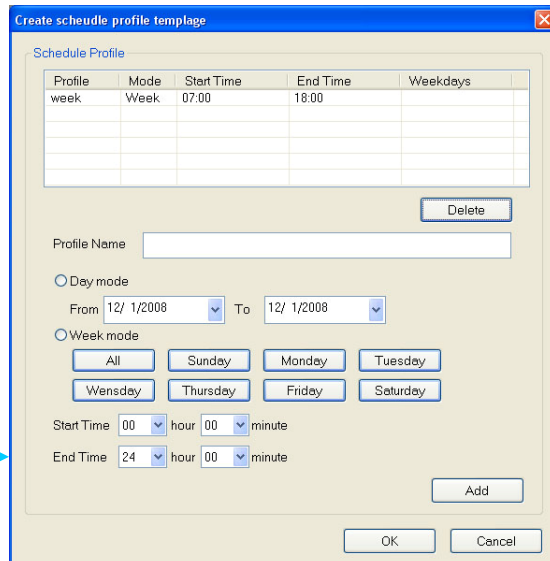 Create scheudle profile templage
Schedule Profile
Profile Mode Start Time End Time Weekdays
week Week 07:00 18:00
Delete
Profile Name
Day mode
From 12/ 1/2008 To 12/ 1/2008
Week mode
All Sunday Monday Tuesday
Wensday Thursday Friday Saturday
Start Time 00 hour 00 minute
End Time 24 hour 00 minute
Add
OK Cancel